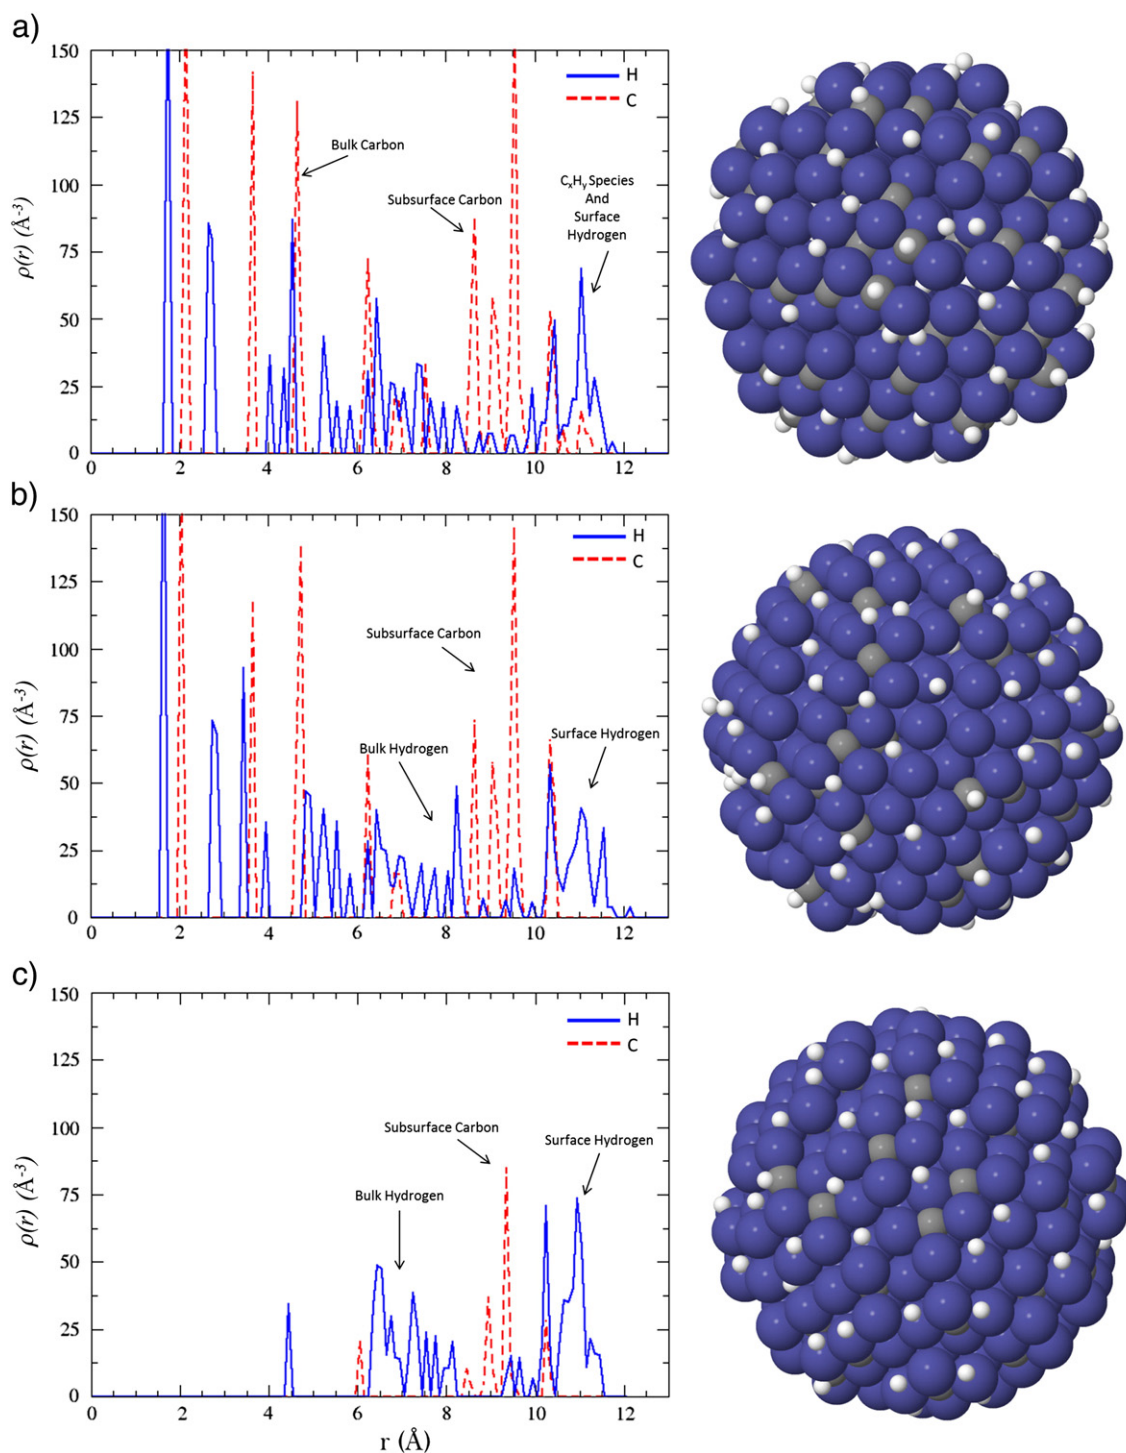 a)
150
125
100
75
50
25
0
ρ(r) (Å⁻³)
H
C
Bulk Carbon
Subsurface Carbon
CₓHᵧ Species
And
Surface
Hydrogen
0 2 4 6 8 10 12
b)
150
125
100
75
50
25
0
ρ(r) (Å⁻³)
H
C
Subsurface Carbon
Bulk Hydrogen
Surface Hydrogen
0 2 4 6 8 10 12
c)
150
125
100
75
50
25
0
ρ(r) (Å⁻³)
H
C
Subsurface Carbon
Surface Hydrogen
Bulk Hydrogen
0 2 4 6 8 10 12
r (Å)